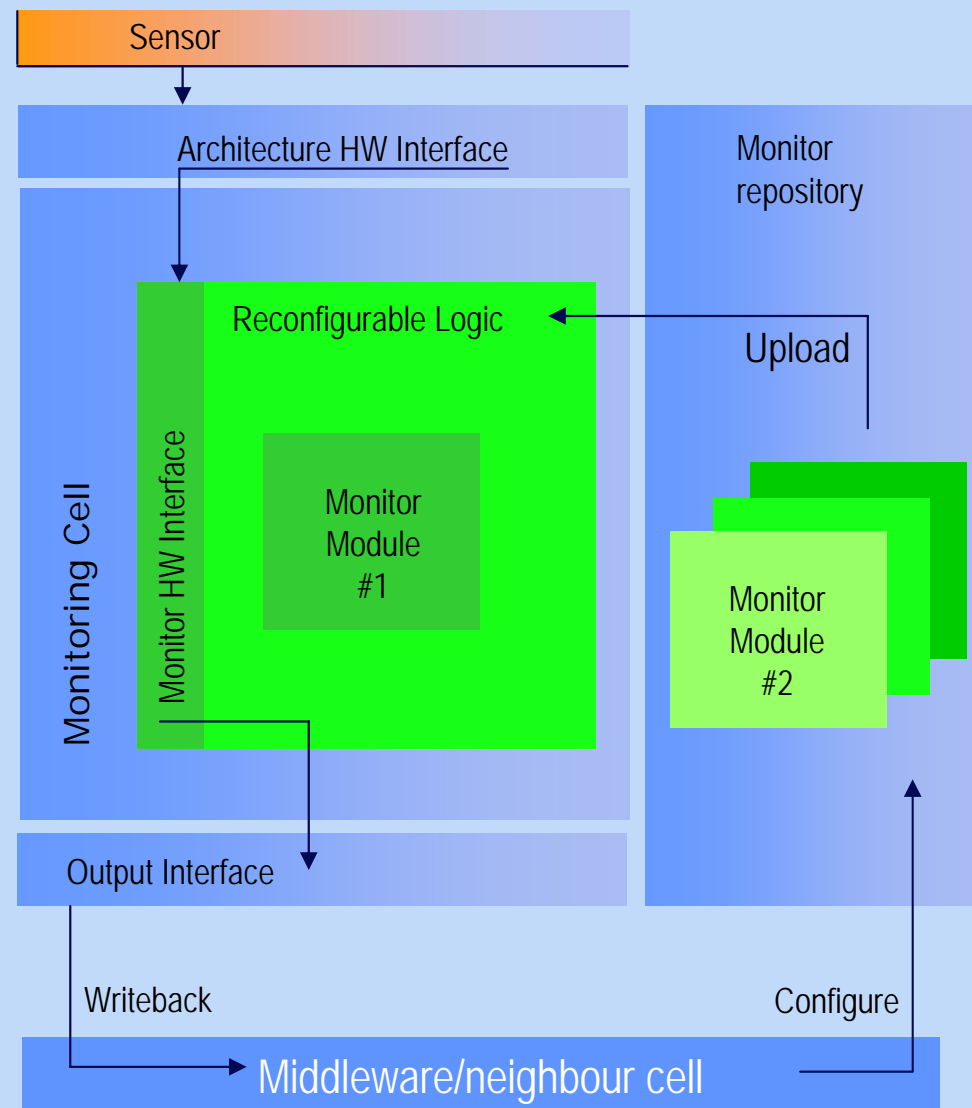 Sensor
Architecture HW Interface
Monitor
repository
Reconfigurable Logic
Upload
Monitoring Cell
Monitor HW Interface
Monitor
Module
#1
Monitor
Module
#2
Output Interface
Writeback
Configure
Middleware/neighbour cell